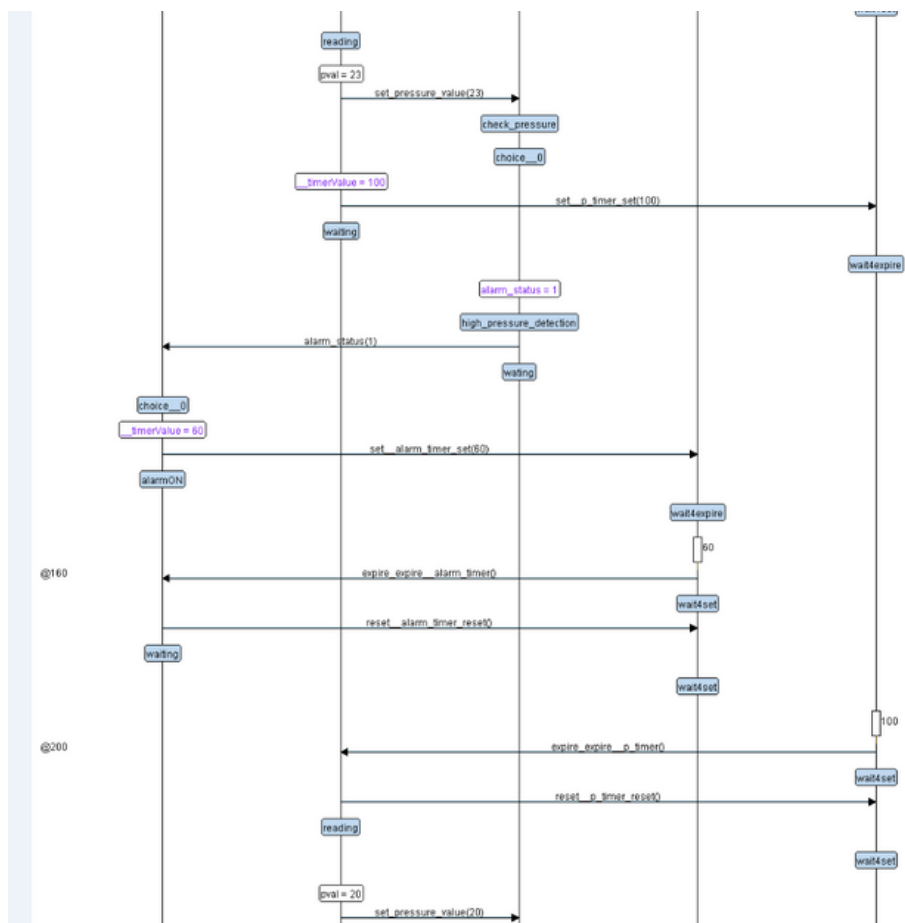 reading
pval = 23
set_pressure_value(23)
check_pressure
choice__0
__timerValue = 100
set__p_timer_set(100)
waiting
wait4expire
alarm_status = 1
high_pressure_detection
alarm_status(1)
wating
choice__0
__timerValue = 60
set__alarm_timer_set(60)
alarmON
wait4expire
60
@160
expire_expire__alarm_timer()
wait4set
reset__alarm_timer_reset()
waiting
wait4set
100
@200
expire_expire__p_timer()
wait4set
reset__p_timer_reset()
reading
wait4set
pval = 20
set_pressure_value(20)